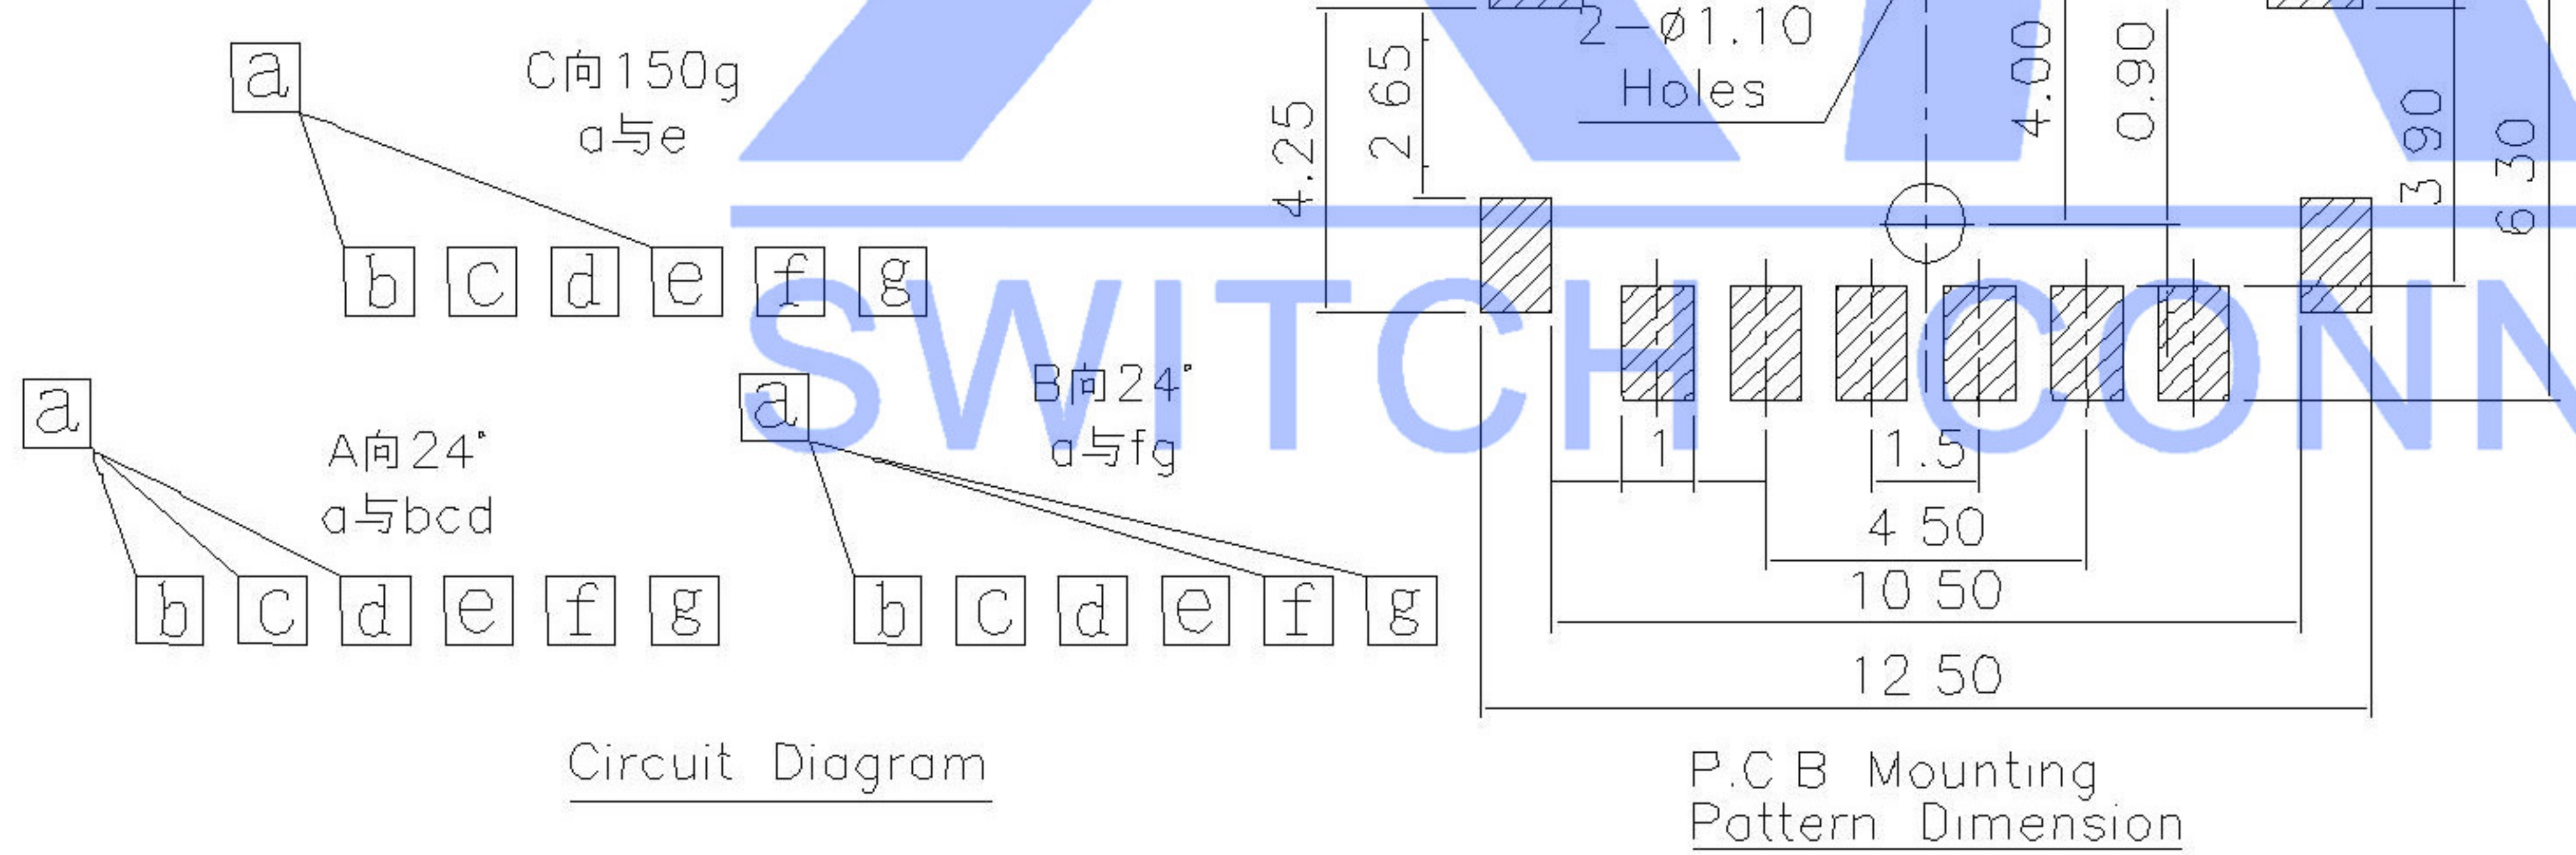 a
C向150g
a与e
b c d e f g
a
A向24°
a与bcd
b c d e f g
a
B向24°
a与fg
b c d e f g
Circuit Diagram
2-ø1.10
Holes
4.25
2 65
4.00
0.90
3 90
6 30
1
1.5
4 50
10 50
12 50
P.C B Mounting
Pattern Dimension
SWITCH CONN